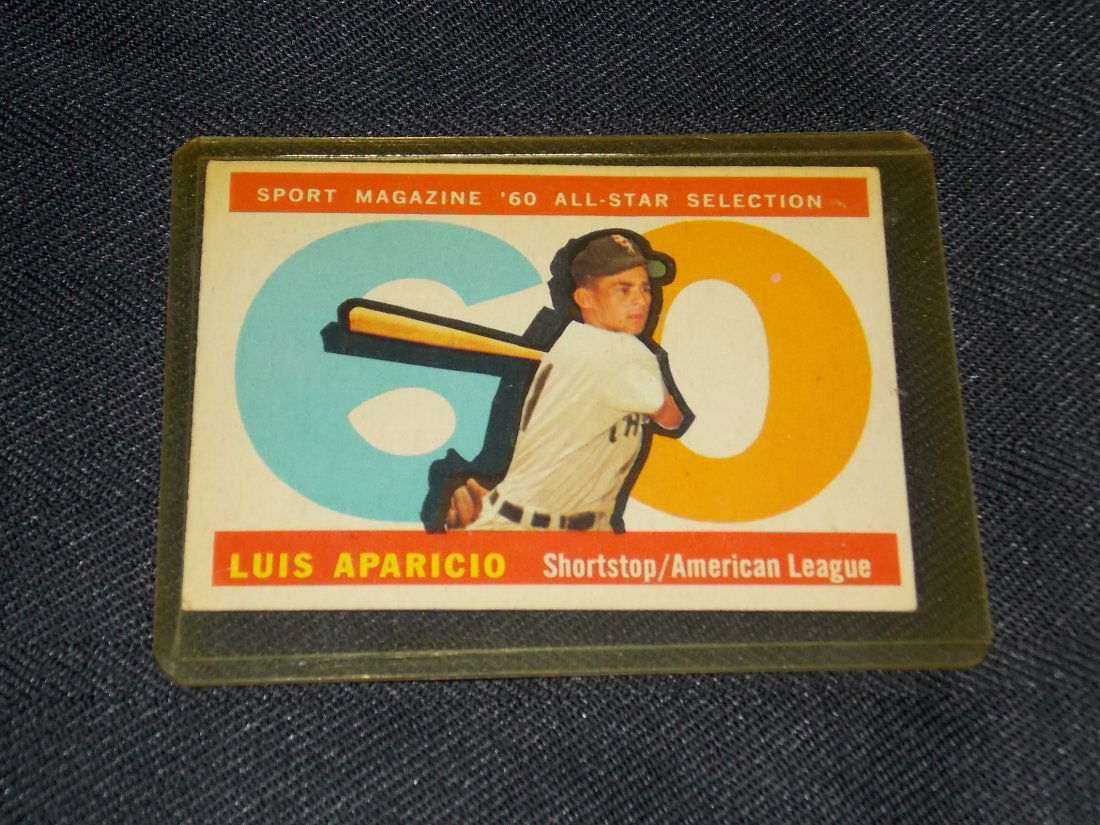 SPORT MAGAZINE '60 ALL-STAR SELECTION
60
LUIS APARICIO Shortstop/American League